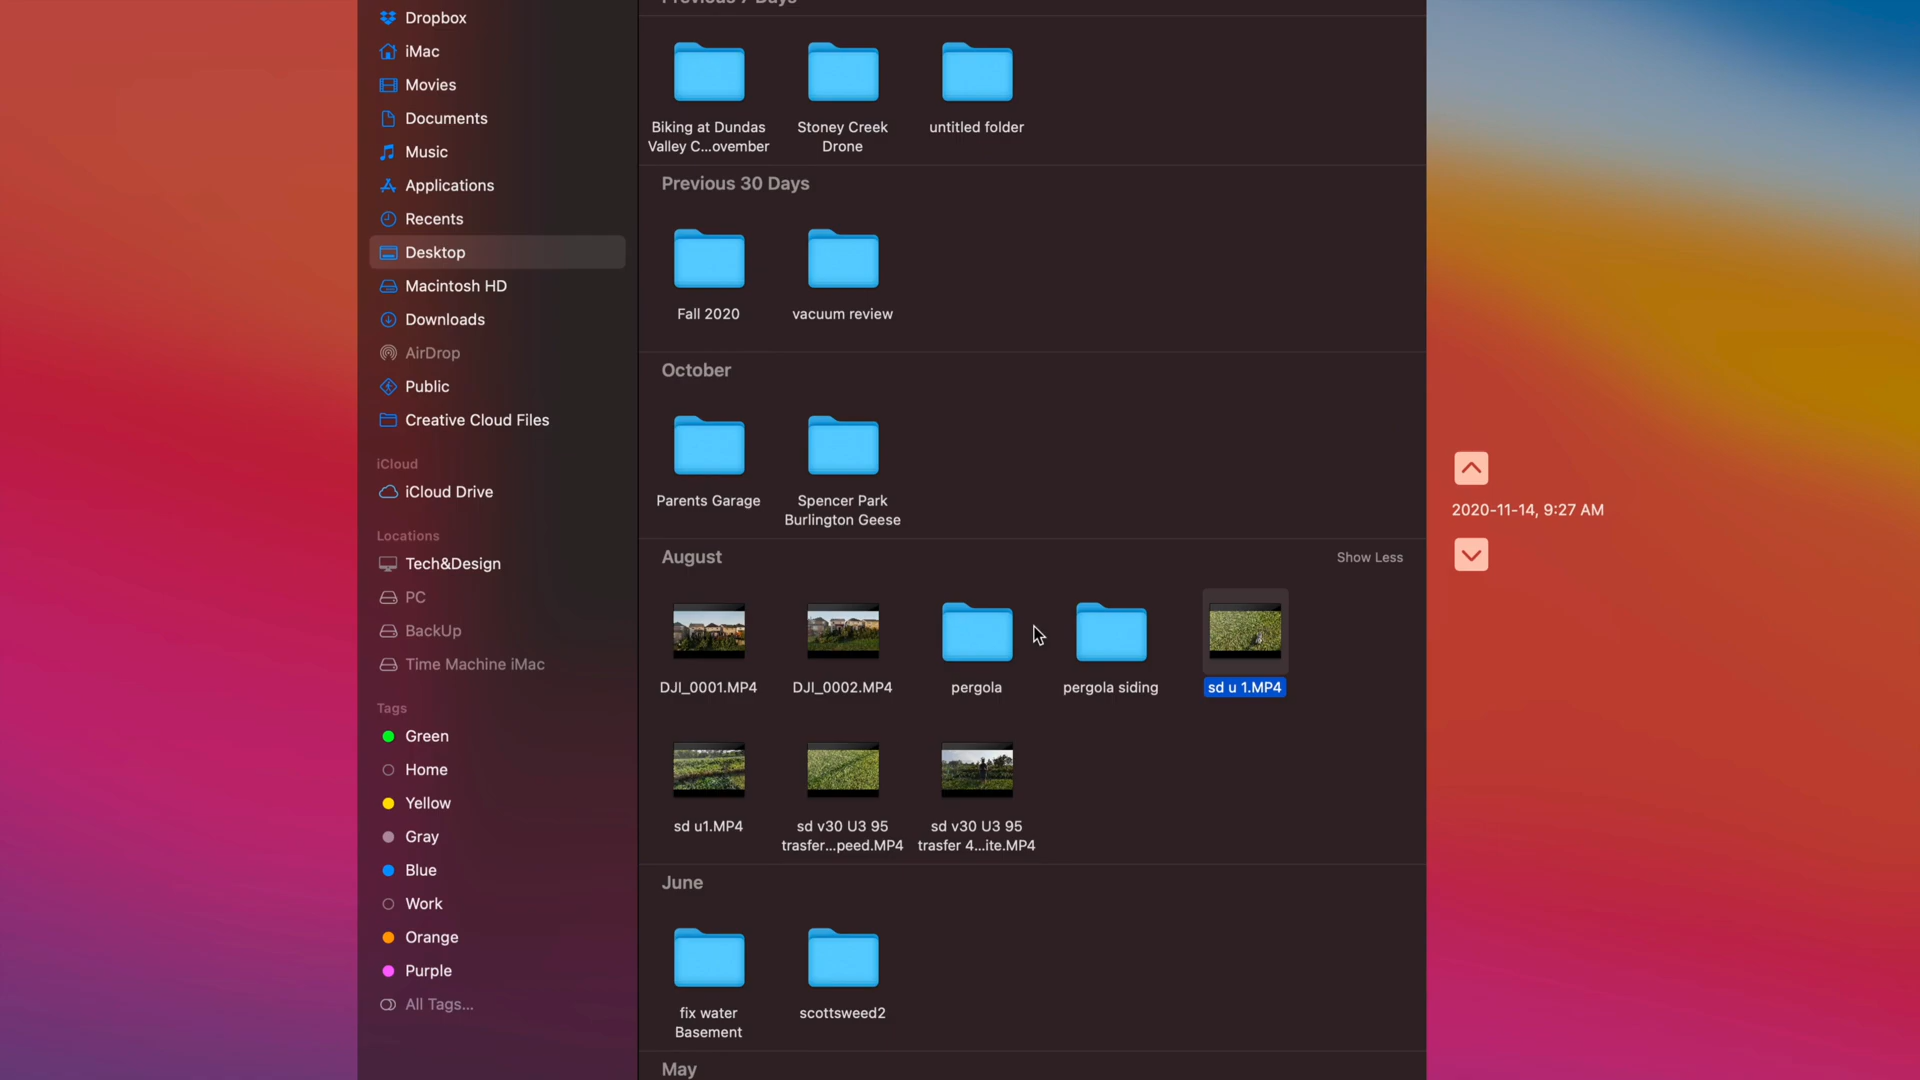 Dropbox
iMac
Movies
Documents
Music
Applications
Recents
Desktop
Macintosh HD
Downloads
AirDrop
Public
Creative Cloud Files
iCloud
iCloud Drive
Locations
Tech&Design
PC
BackUp
Time Machine iMac
Tags
Green
Home
Yellow
Gray
Blue
Work
Orange
Purple
All Tags...
Previous 7 Days
Biking at Dundas
Valley C...ovember
Stoney Creek
Drone
untitled folder
Previous 30 Days
Fall 2020
vacuum review
October
Parents Garage
Spencer Park
Burlington Geese
August
Show Less
DJI_0001.MP4
DJI_0002.MP4
pergola
pergola siding
sd u 1.MP4
sd u1.MP4
sd v30 U3 95
trasfer...peed.MP4
sd v30 U3 95
trasfer 4...ite.MP4
June
fix water
Basement
scottsweed2
May
2020-11-14, 9:27 AM